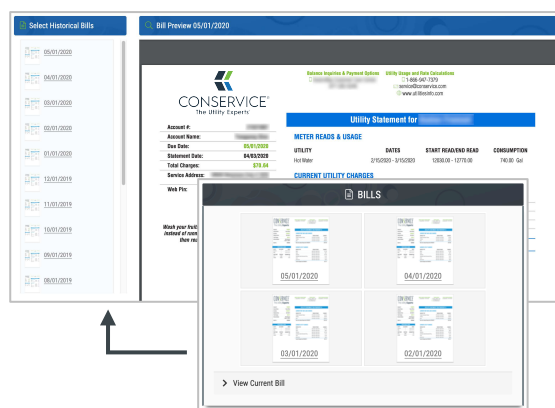 Select Historical Bills
05/01/2020
04/01/2020
03/01/2020
02/01/2020
01/01/2020
12/01/2019
11/01/2019
10/01/2019
09/01/2019
08/01/2019
Bill Preview 05/01/2020
CONSERVICE®
The Utility Experts
Balance Inquiries & Payment Options
Utility Usage and Rate Calculations
1-866-947-7379
service@conservice.com
www.utilitiesinfo.com
Utility Statement for
Account #:
Account Name:
Due Date: 05/01/2020
Statement Date: 04/03/2020
Total Charges: $70.64
Service Address:
Web Pin:
METER READS & USAGE
UTILITY DATES START READ/END READ CONSUMPTION
Hot Water 2/15/2020 - 3/15/2020 12030.00 - 12770.00 740.00 Gal
CURRENT UTILITY CHARGES
Wash your fruit
instead of runn
then reu
BILLS
05/01/2020
04/01/2020
03/01/2020
02/01/2020
View Current Bill